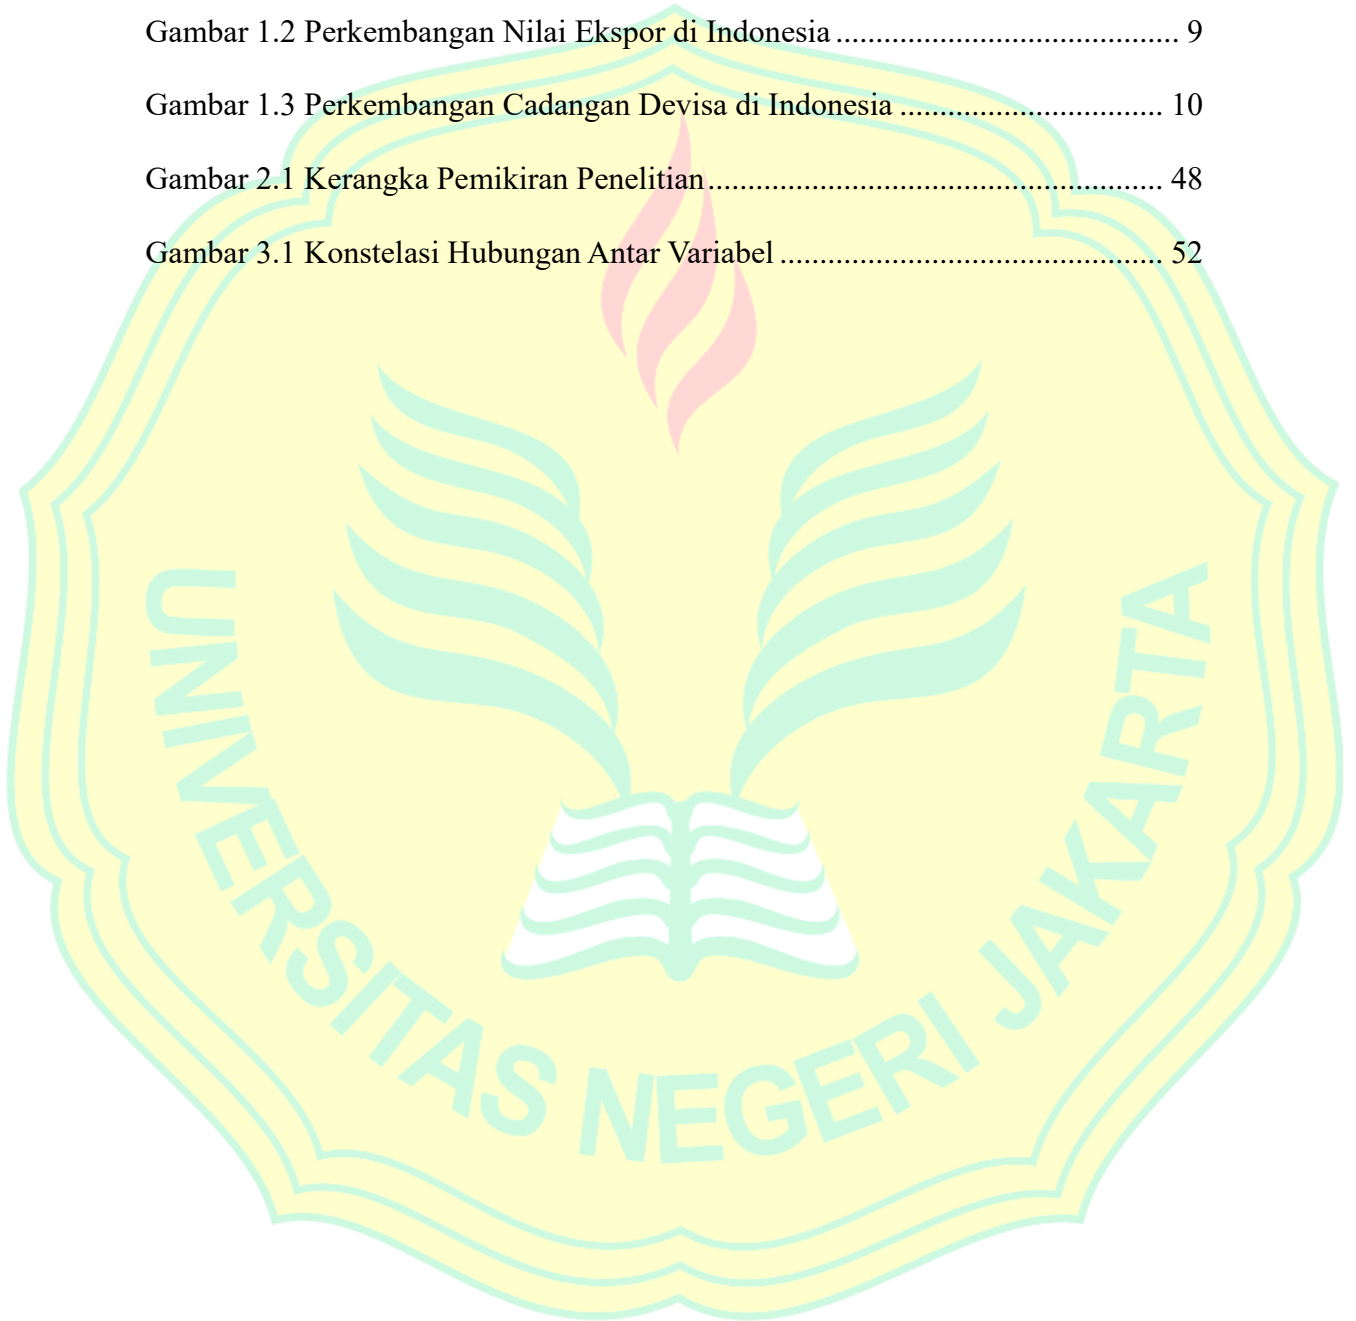 Gambar 1.2 Perkembangan Nilai Ekspor di Indonesia ........................................... 9
Gambar 1.3 Perkembangan Cadangan Devisa di Indonesia ................................. 10
Gambar 2.1 Kerangka Pemikiran Penelitian......................................................... 48
Gambar 3.1 Konstelasi Hubungan Antar Variabel ................................................ 52
UNIVERSITAS NEGERI JAKARTA